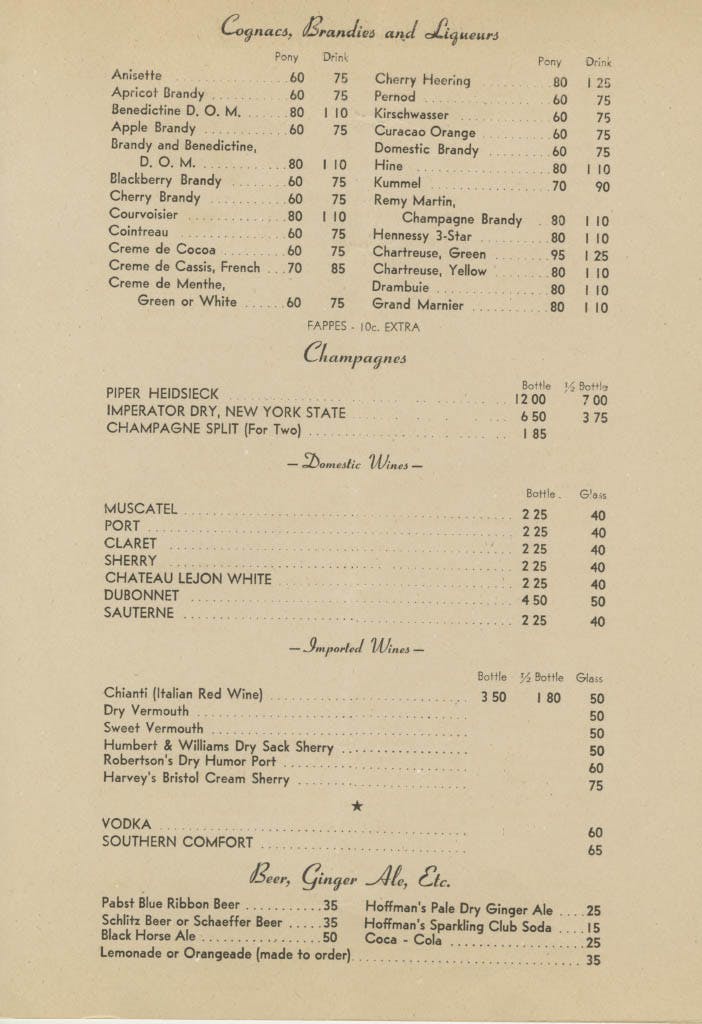 Cognacs, Brandies and Liqueurs
Pony Drink
Anisette 60 75
Apricot Brandy 60 75
Benedictine D. O. M. 80 1 10
Apple Brandy 60 75
Brandy and Benedictine,
D. O. M. 80 1 10
Blackberry Brandy 60 75
Cherry Brandy 60 75
Courvoisier 80 1 10
Cointreau 60 75
Creme de Cocoa 60 75
Creme de Cassis, French 70 85
Creme de Menthe,
Green or White 60 75
Pony Drink
Cherry Heering 80 1 25
Pernod 60 75
Kirschwasser 60 75
Curacao Orange 60 75
Domestic Brandy 60 75
Hine 80 1 10
Kummel 70 90
Remy Martin,
Champagne Brandy 80 1 10
Hennessy 3-Star 80 1 10
Chartreuse, Green 95 1 25
Chartreuse, Yellow 80 1 10
Drambuie 80 1 10
Grand Marnier 80 1 10
FAPPES - 10c. EXTRA
Champagnes
Bottle ½ Bottle
PIPER HEIDSIECK 12 00 7 00
IMPERATOR DRY, NEW YORK STATE 6 50 3 75
CHAMPAGNE SPLIT (For Two) 1 85
— Domestic Wines —
Bottle. Glass
MUSCATEL 2 25 40
PORT 2 25 40
CLARET 2 25 40
SHERRY 2 25 40
CHATEAU LEJON WHITE 2 25 40
DUBONNET 4 50 50
SAUTERNE 2 25 40
— Imported Wines —
Bottle ½ Bottle Glass
Chianti (Italian Red Wine) 3 50 1 80 50
Dry Vermouth 50
Sweet Vermouth 50
Humbert & Williams Dry Sack Sherry 50
Robertson's Dry Humor Port 60
Harvey's Bristol Cream Sherry 75
★
VODKA 60
SOUTHERN COMFORT 65
Beer, Ginger Ale, Etc.
Pabst Blue Ribbon Beer 35
Schlitz Beer or Schaeffer Beer 35
Black Horse Ale 50
Hoffman's Pale Dry Ginger Ale 25
Hoffman's Sparkling Club Soda 15
Coca - Cola 25
Lemonade or Orangeade (made to order) 35